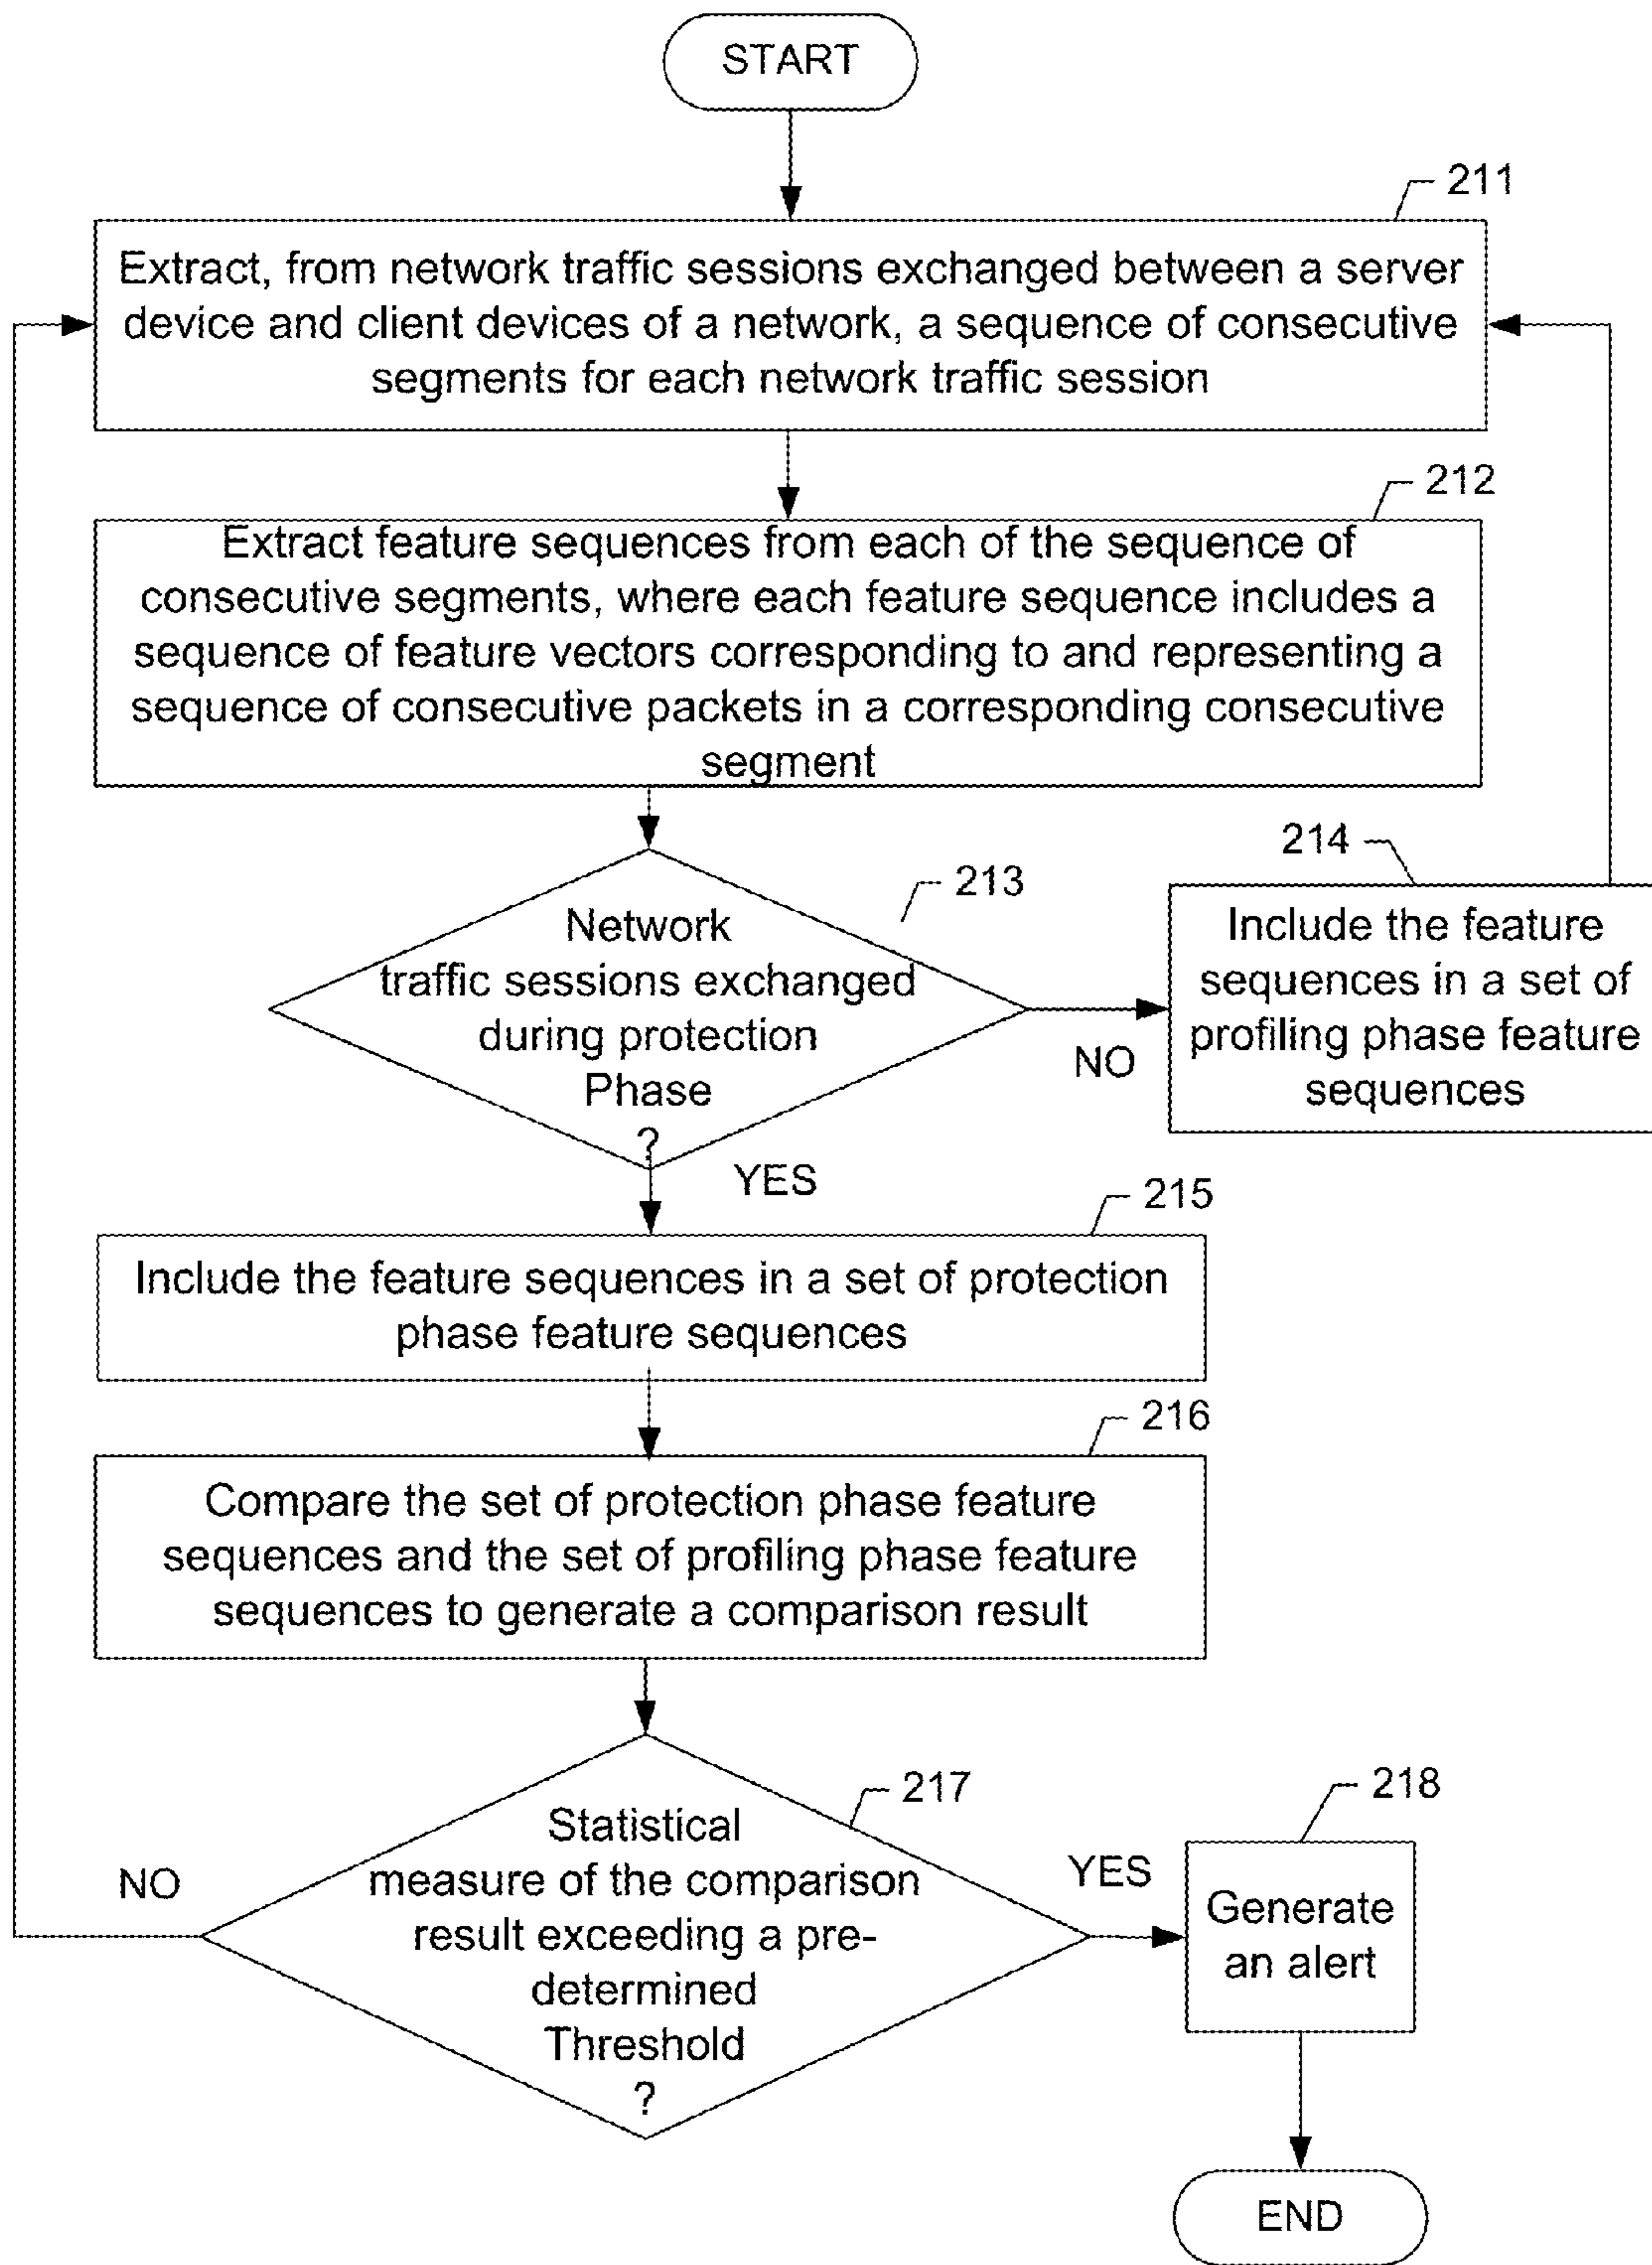 START
211
Extract, from network traffic sessions exchanged between a server
device and client devices of a network, a sequence of consecutive
segments for each network traffic session
212
Extract feature sequences from each of the sequence of
consecutive segments, where each feature sequence includes a
sequence of feature vectors corresponding to and representing a
sequence of consecutive packets in a corresponding consecutive
segment
213
Network
traffic sessions exchanged
during protection
Phase
?
NO
214
Include the feature
sequences in a set of
profiling phase feature
sequences
YES
215
Include the feature sequences in a set of protection
phase feature sequences
216
Compare the set of protection phase feature
sequences and the set of profiling phase feature
sequences to generate a comparison result
217
Statistical
measure of the comparison
result exceeding a pre-
determined
Threshold
?
NO
YES
218
Generate
an alert
END